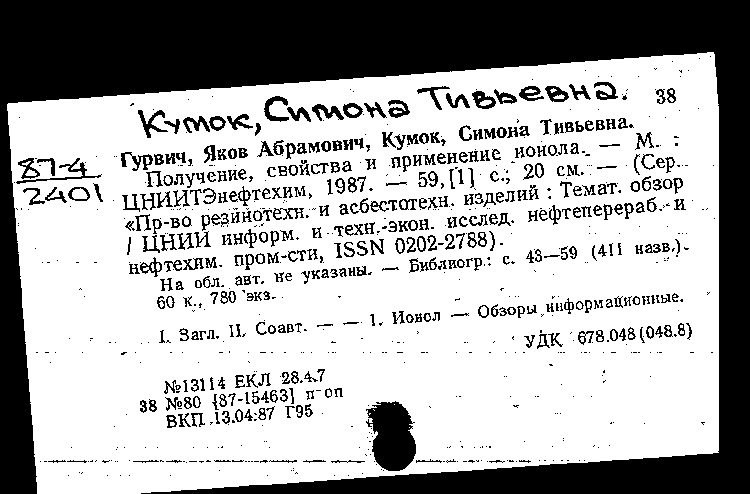 Кумок, Симона Тивьевна.
38
87-4
2401
Гурвич, Яков Абрамович, Кумок, Симона Тивьевна.
Получение, свойства и применение ионола. — М. :
ЦНИИТЭнефтехим, 1987. — 59, [1] с.; 20 см. — (Сер.
«Пр-во резинотехн. и асбестотехн. изделий : Темат. обзор
/ ЦНИИ информ. и техн.-экон. исслед. нефтеперераб. и
нефтехим. пром-сти, ISSN 0202-2788).
На обл. авт. не указаны. — Библиогр.: с. 43—59 (411 назв.).
60 к., 780 экз.
I. Загл. II. Соавт. — — 1. Ионол — Обзоры информационные.
УДК 678.048(048.8)
№13114 ЕКЛ 28.4.7
38 №80 [87-15463] п оп
ВКП 13.04.87 Г95